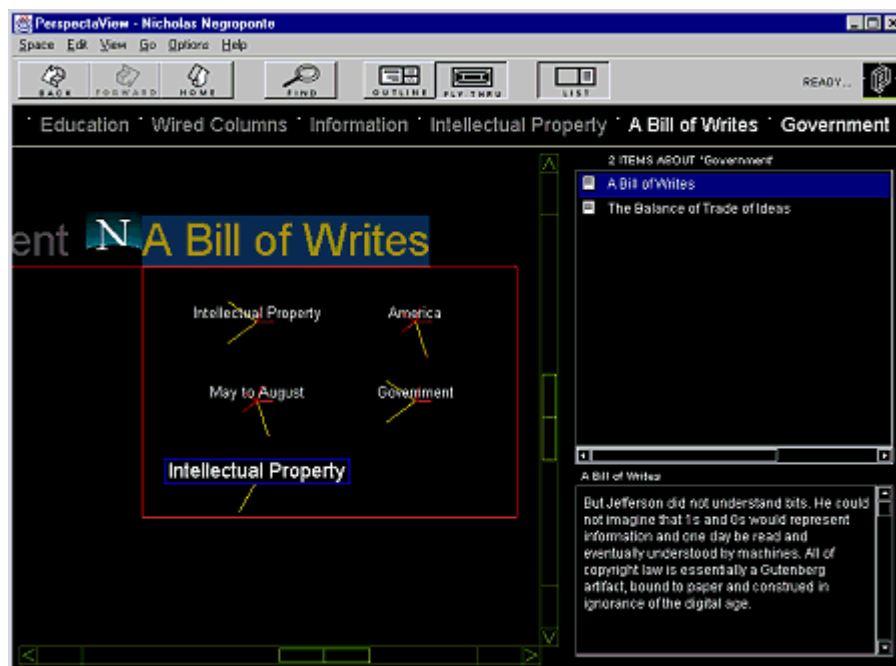 PerspectaView - Nicholas Negroponte
Space Edit View Go Options Help
BACK FORWARD HOME FIND OUTLINE FLY-THRU LIST READY...
Education Wired Columns Information Intellectual Property A Bill of Writes Government
2 ITEMS ABOUT "Government"
A Bill of Writes
The Balance of Trade of Ideas
ent N A Bill of Writes
Intellectual Property America
May to August Government
Intellectual Property
A Bill of Writes
But Jefferson did not understand bits. He could
not imagine that 1s and 0s would represent
information and one day be read and
eventually understood by machines. All of
copyright law is essentially a Gutenberg
artifact, bound to paper and construed in
ignorance of the digital age.